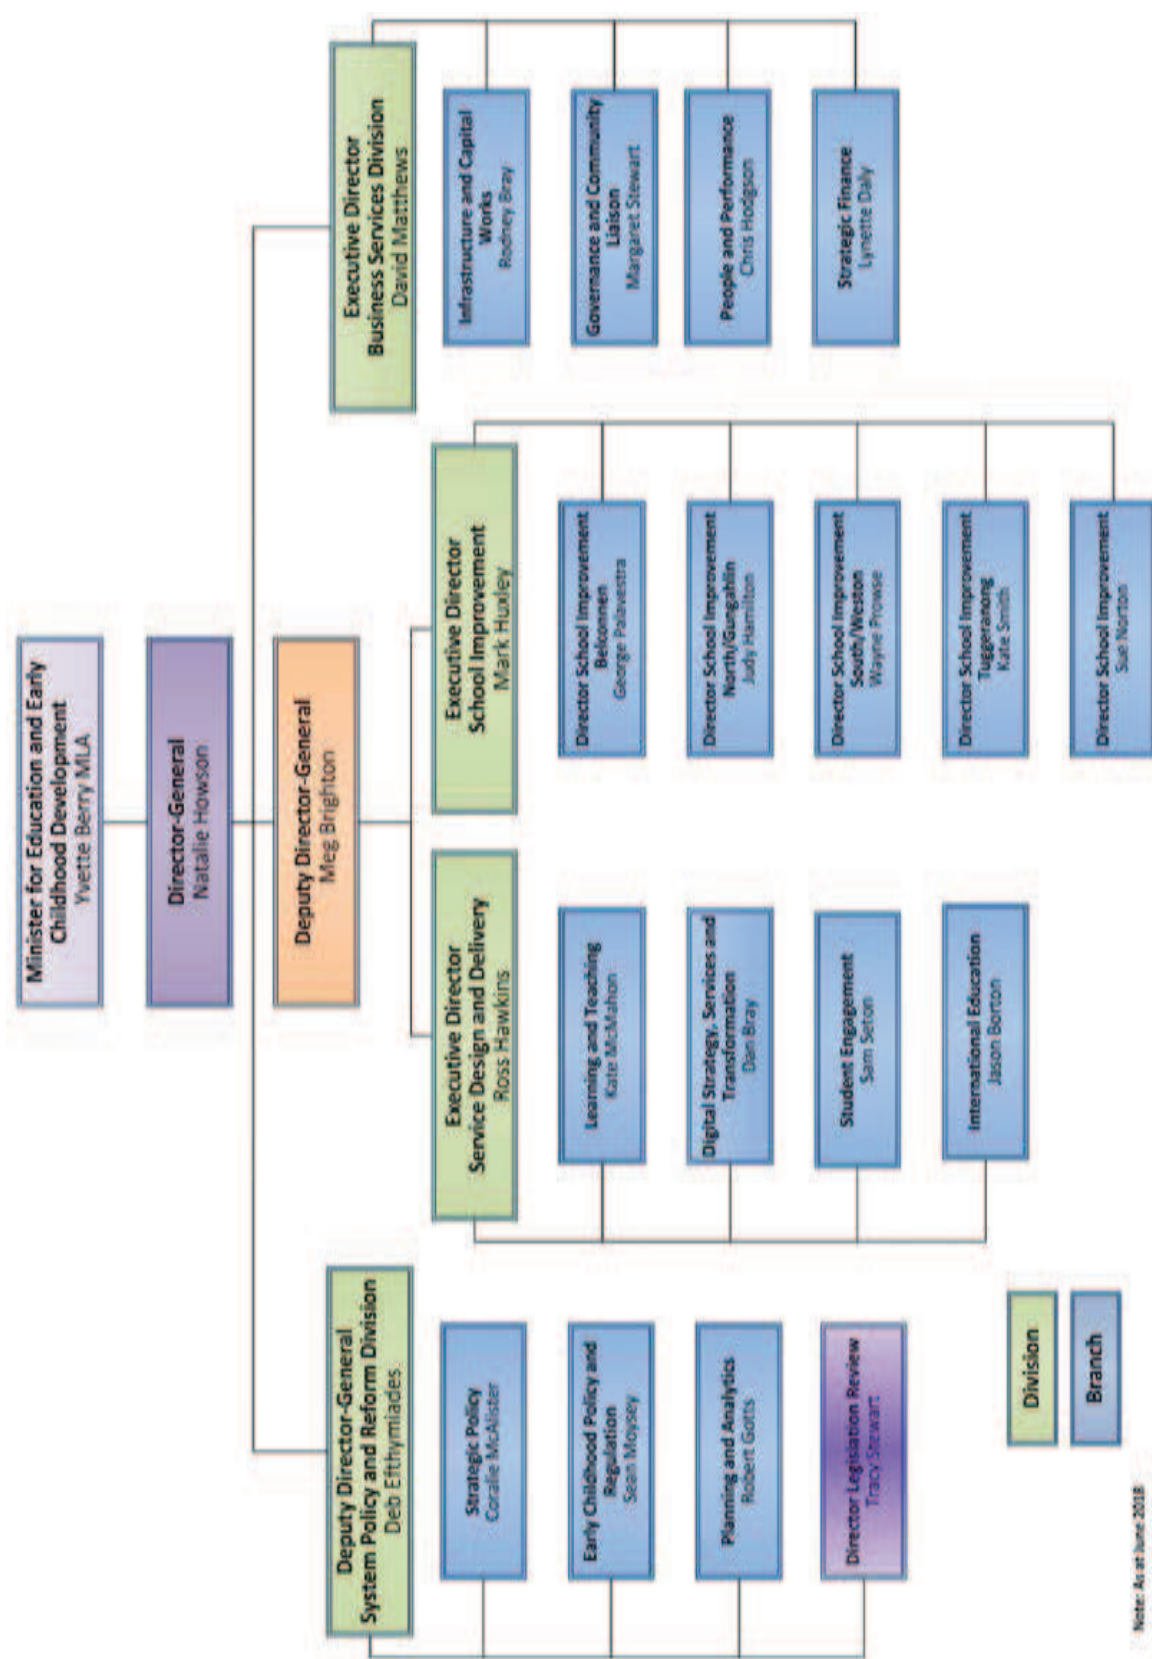 Minister for Education and Early
Childhood Development
Yvette Berry MLA
Director-General
Natalie Howson
Deputy Director-General
Meg Brighton
Deputy Director-General
System Policy and Reform Division
Deb Efthymiades
Strategic Policy
Coralie McAlister
Early Childhood Policy and
Regulation
Sean Moysey
Planning and Analytics
Robert Gotts
Director Legislation Review
Tracy Stewart
Executive Director
Service Design and Delivery
Ross Hawkins
Learning and Teaching
Kate McMahon
Digital Strategy, Services and
Transformation
Dan Bray
Student Engagement
Sam Seton
International Education
Jason Borton
Executive Director
School Improvement
Mark Huxley
Director School Improvement
Belconnen
George Palavestra
Director School Improvement
North/Gungahlin
Judy Hamilton
Director School Improvement
South/Weston
Wayne Prowse
Director School Improvement
Tuggeranong
Kate Smith
Director School Improvement
Sue Norton
Executive Director
Business Services Division
David Matthews
Infrastructure and Capital
Works
Rodney Bray
Governance and Community
Liaison
Margaret Stewart
People and Performance
Chris Hodgson
Strategic Finance
Lynette Daly
Division
Branch
Note: As at June 2018